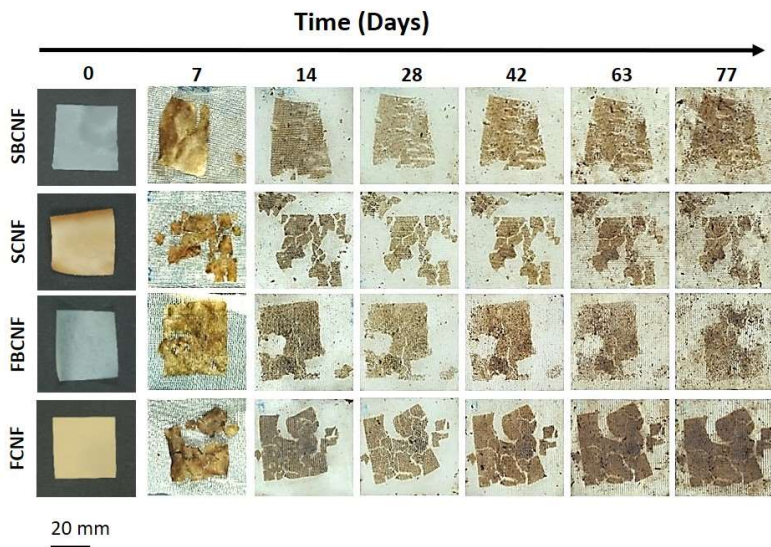 Time (Days)
0 7 14 28 42 63 77
SBCNF
SCNF
FBCNF
FCNF
20 mm